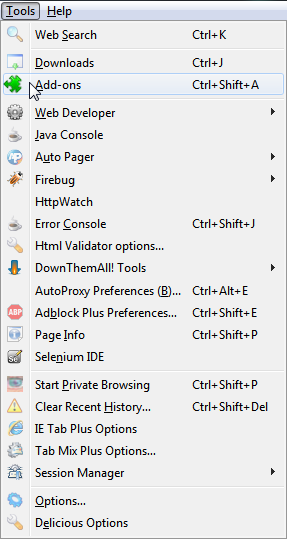 Tools Help
Web Search Ctrl+K
Downloads Ctrl+J
Add-ons Ctrl+Shift+A
Web Developer
Java Console
Auto Pager
Firebug
HttpWatch
Error Console Ctrl+Shift+J
Html Validator options...
DownThemAll! Tools
AutoProxy Preferences (B)... Ctrl+Alt+E
ABP Adblock Plus Preferences... Ctrl+Shift+E
Page Info Ctrl+Shift+P
Se Selenium IDE
Start Private Browsing Ctrl+Shift+P
Clear Recent History... Ctrl+Shift+Del
IE Tab Plus Options
Tab Mix Plus Options...
Session Manager
Options...
Delicious Options